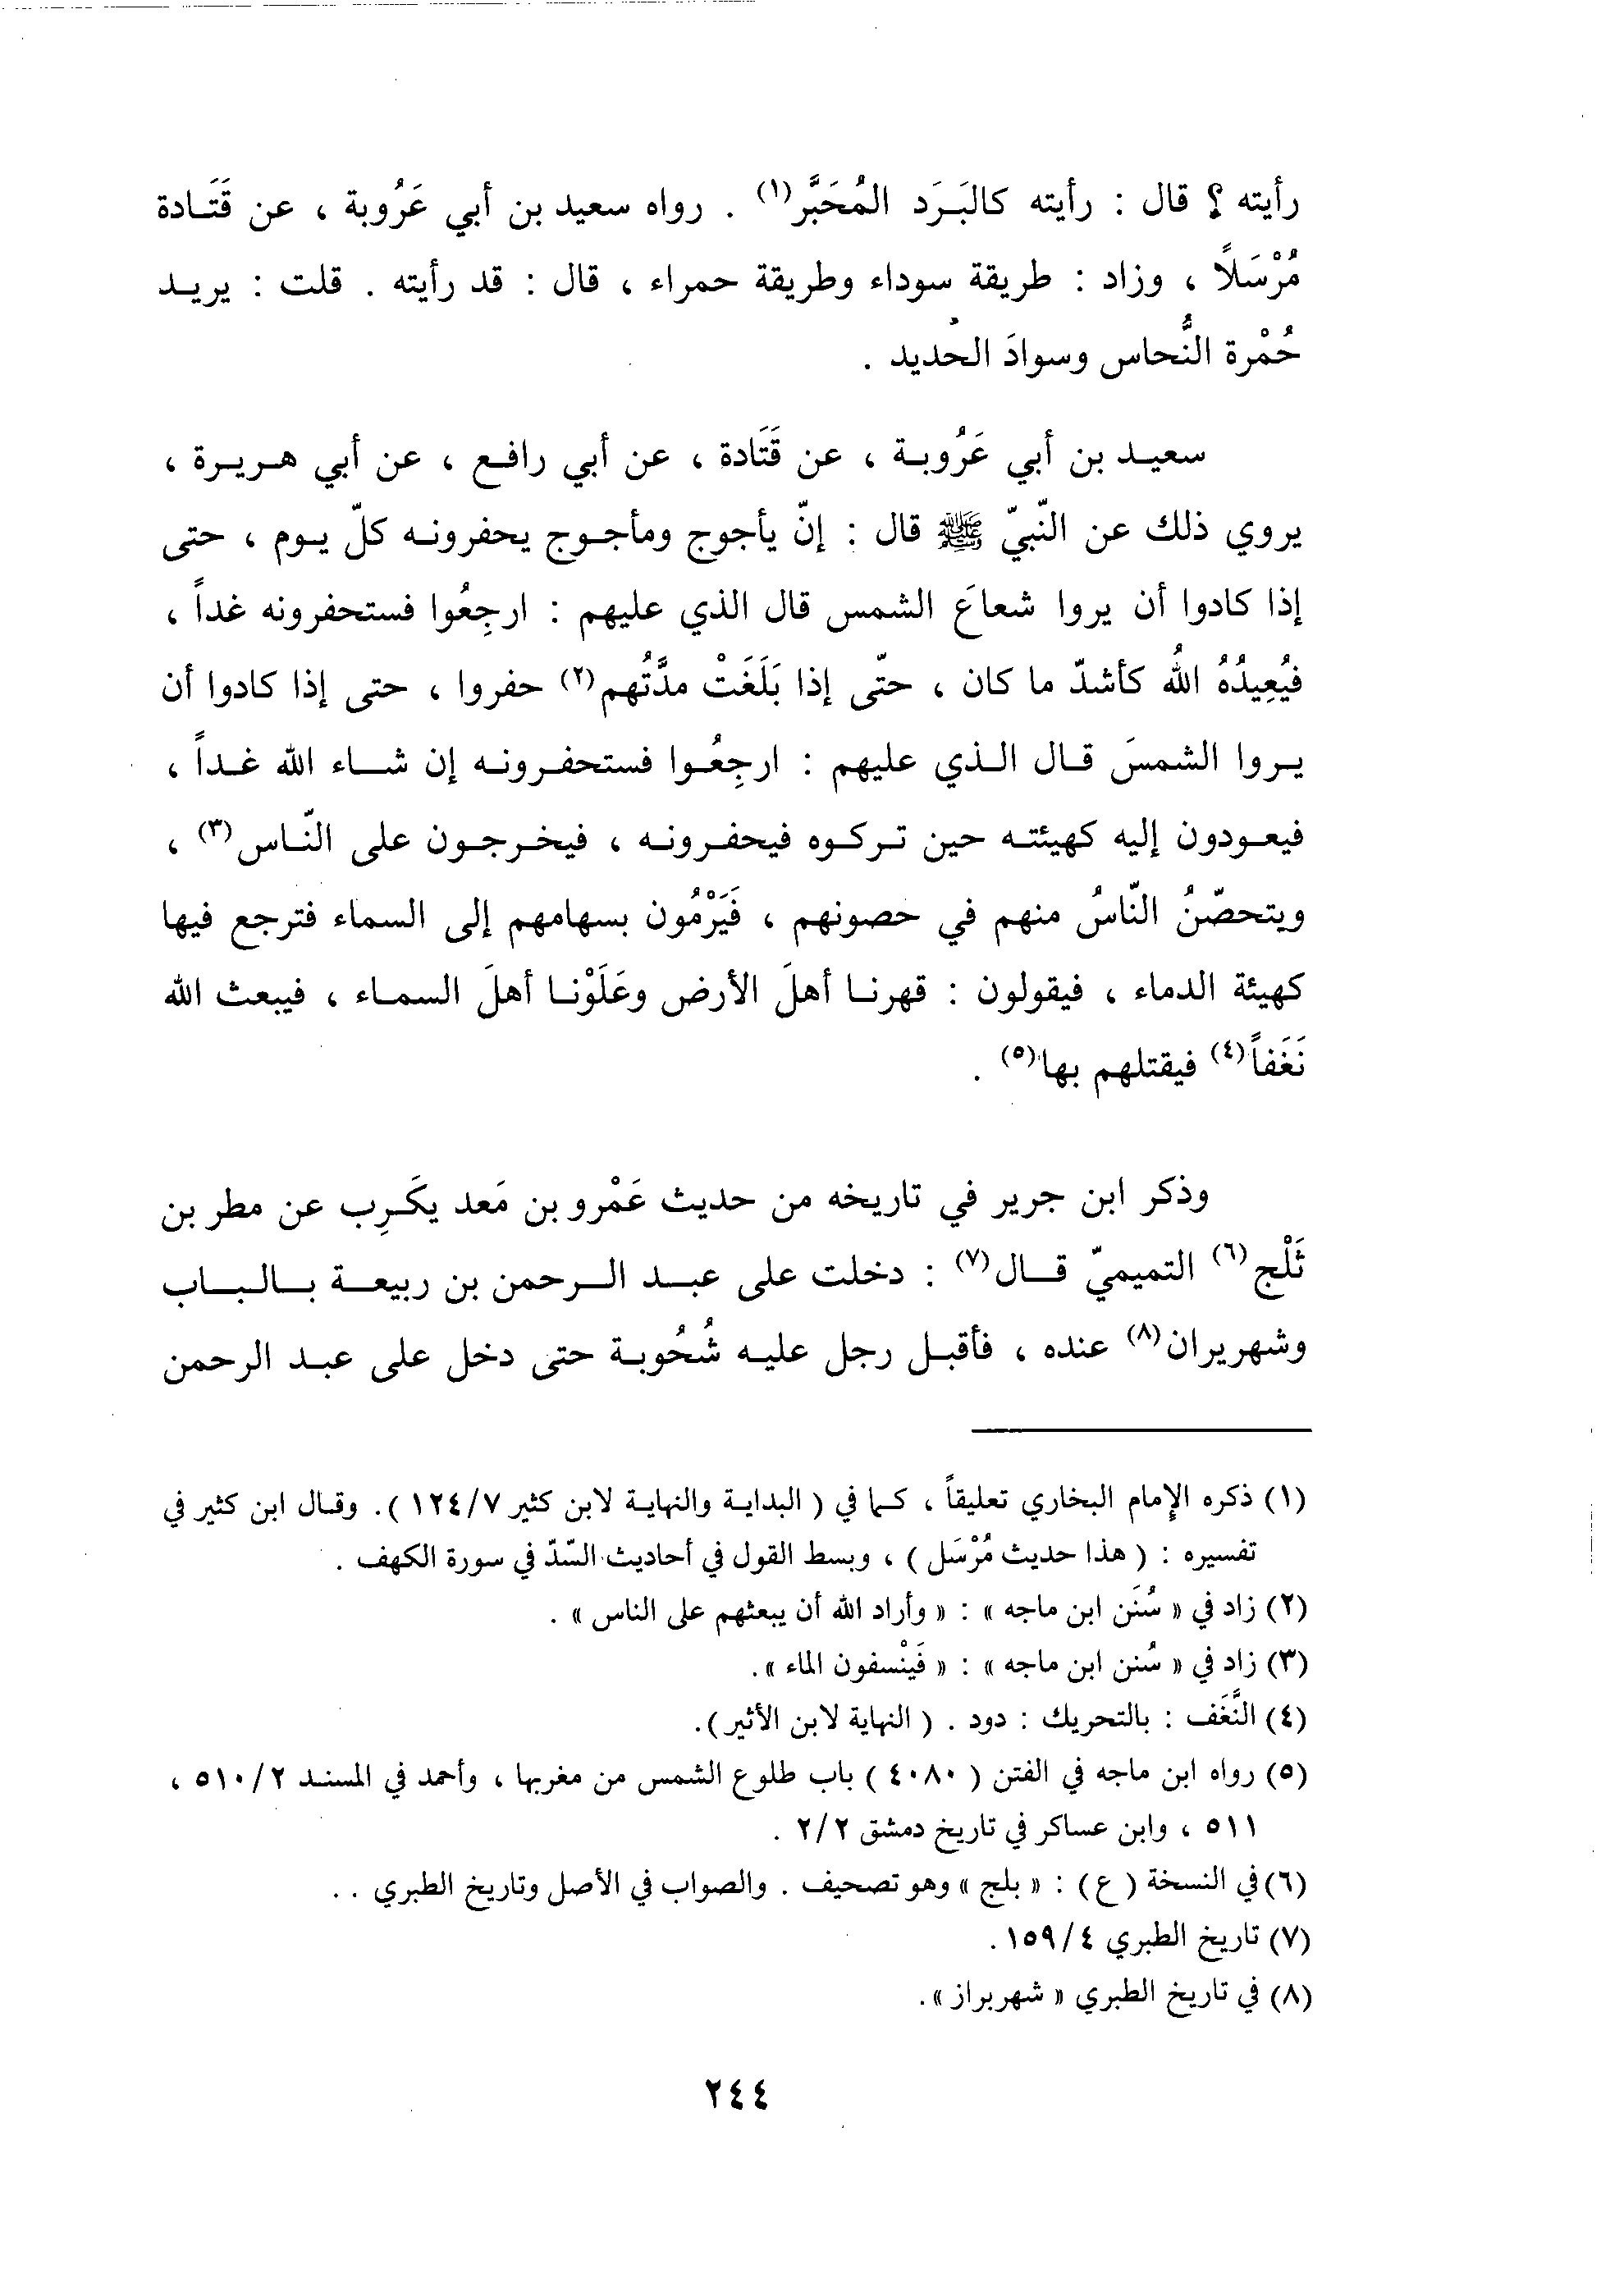 رأيته ؟ قال : رأيته كالبَرَد المُحَبَّر(١) . رواه سعيد بن أبي عَرُوبة ، عن قَتَادة
مُرْسَلاً ، وزاد : طريقة سوداء وطريقة حمراء ، قال : قد رأيته . قلت : يريد
حُمْرة النُّحاس وسوادَ الحُديد .
سعيد بن أبي عَرُوبة ، عن قَتَادة ، عن أبي رافع ، عن أبي هريرة ،
يروي ذلك عن النّبيّ ﷺ قال : إنّ يأجوج ومأجوج يحفرونه كلّ يوم ، حتى
إذا كادوا أن يروا شعاعَ الشمس قال الذي عليهم : ارجِعُوا فستحفرونه غداً ،
فيُعِيدُهُ اللهُ كأشدّ ما كان ، حتّى إذا بَلَغَتْ مدَّتُهم(٢) حفروا ، حتى إذا كادوا أن
يروا الشمسَ قال الذي عليهم : ارجِعُوا فستحفرونه إن شاء الله غداً ،
فيعودون إليه كهيئته حين تركوه فيحفرونه ، فيخرجون على النّاس(٣) ،
ويتحصّنُ النّاسُ منهم في حصونهم ، فَيَرْمُون بسهامهم إلى السماء فترجع فيها
كهيئة الدماء ، فيقولون : قهرنا أهلَ الأرض وعَلَوْنا أهلَ السماء ، فيبعث الله
نَغَفاً(٤) فيقتلهم بها(٥) .
وذكر ابن جرير في تاريخه من حديث عَمْرو بن مَعد يكَرِب عن مطر بن
ثَلْج(٦) التميميّ قال(٧) : دخلت على عبد الرحمن بن ربيعة بالباب
وشهريران(٨) عنده ، فأقبل رجل عليه شُحُوبة حتى دخل على عبد الرحمن
(١) ذكره الإمام البخاري تعليقاً ، كما في ( البداية والنهاية لابن كثير ١٢٤/٧ ). وقال ابن كثير في
تفسيره : ( هذا حديث مُرْسَل ) ، وبسط القول في أحاديث السّدّ في سورة الكهف .
(٢) زاد في « سُنَن ابن ماجه » : « وأراد الله أن يبعثهم على الناس » .
(٣) زاد في « سُنن ابن ماجه » : « فَيَنْسفون الماء ».
(٤) النَّغَف : بالتحريك : دود . ( النهاية لابن الأثير ).
(٥) رواه ابن ماجه في الفتن ( ٤٠٨٠ ) باب طلوع الشمس من مغربها ، وأحمد في المسند ٥١٠/٢ ،
٥١١ ، وابن عساكر في تاريخ دمشق ٢/٢ .
(٦) في النسخة ( ع ) : « بلج » وهو تصحيف . والصواب في الأصل وتاريخ الطبري . .
(٧) تاريخ الطبري ١٥٩/٤ .
(٨) في تاريخ الطبري « شهربراز ».
٢٤٤